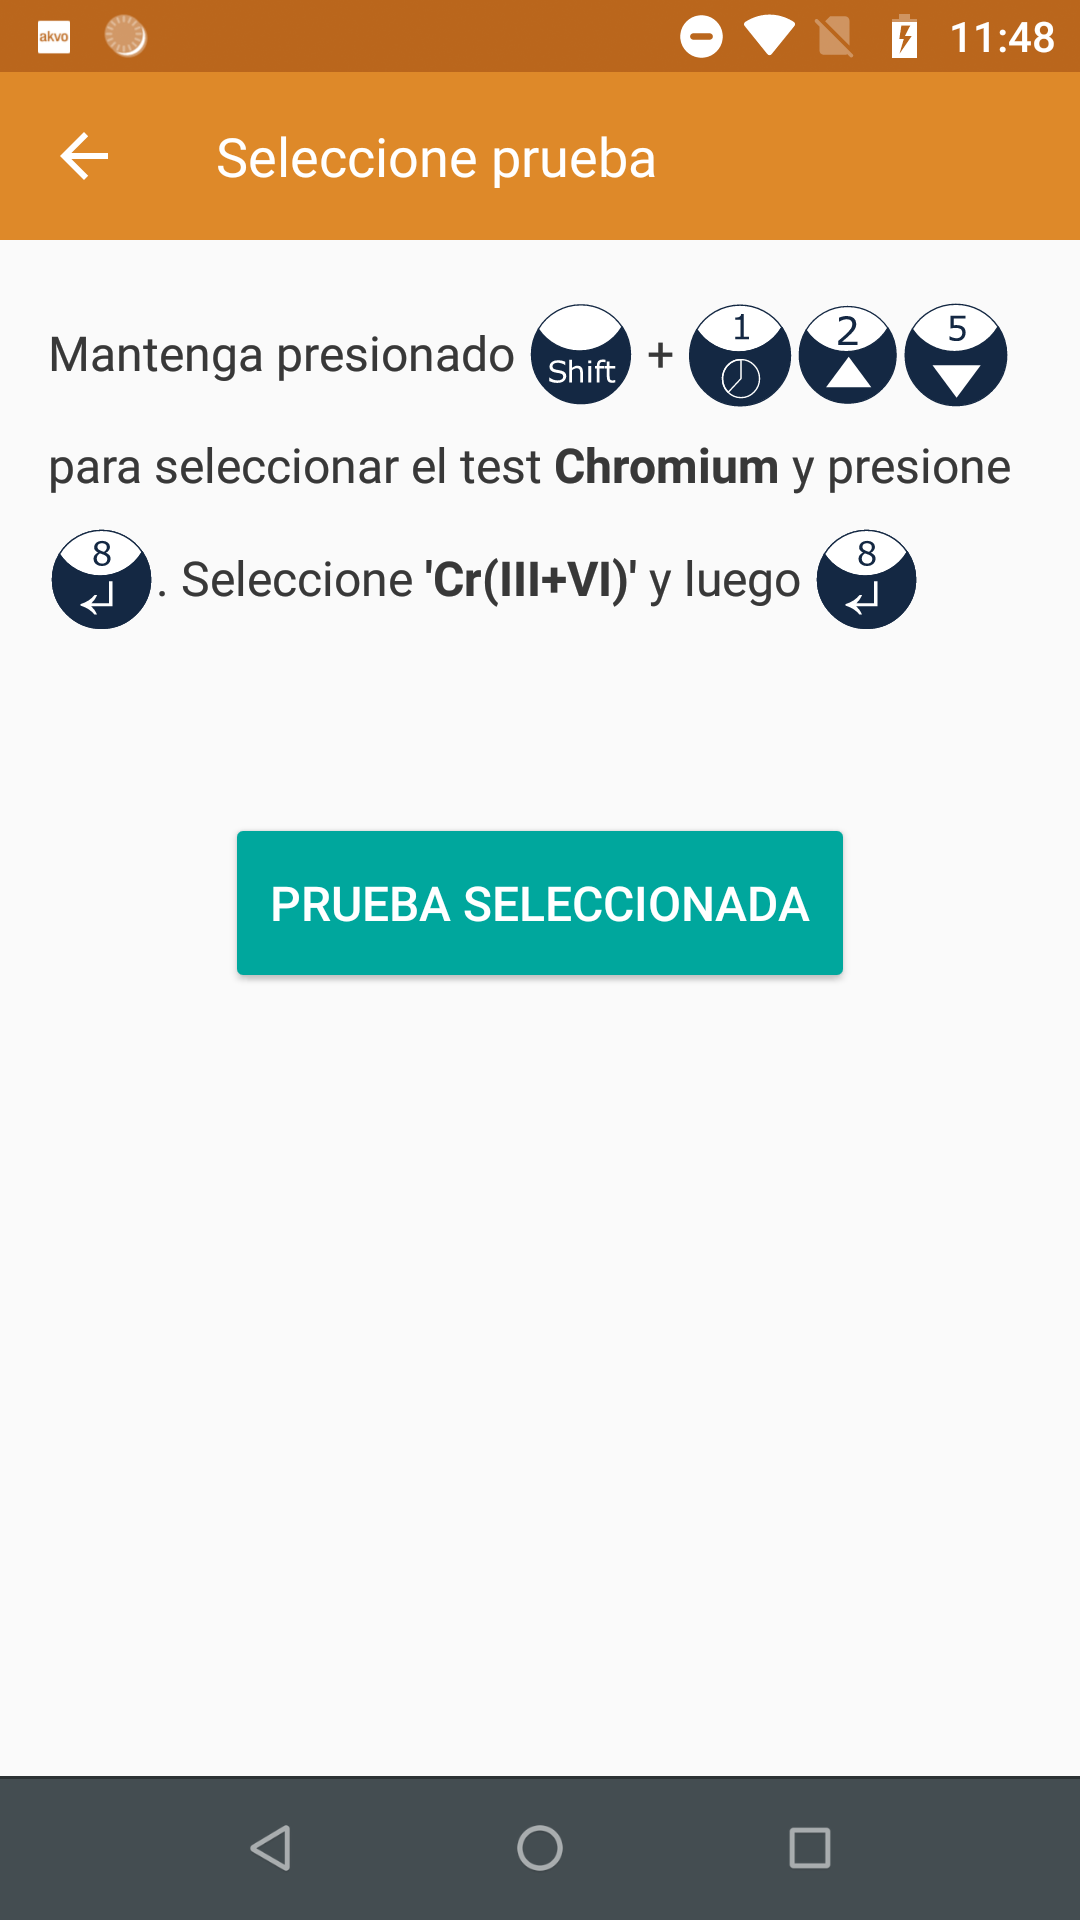 akvo 11:48
Seleccione prueba
Mantenga presionado Shift + 1 2 5
para seleccionar el test Chromium y presione
8 . Seleccione 'Cr(III+VI)' y luego 8
PRUEBA SELECCIONADA